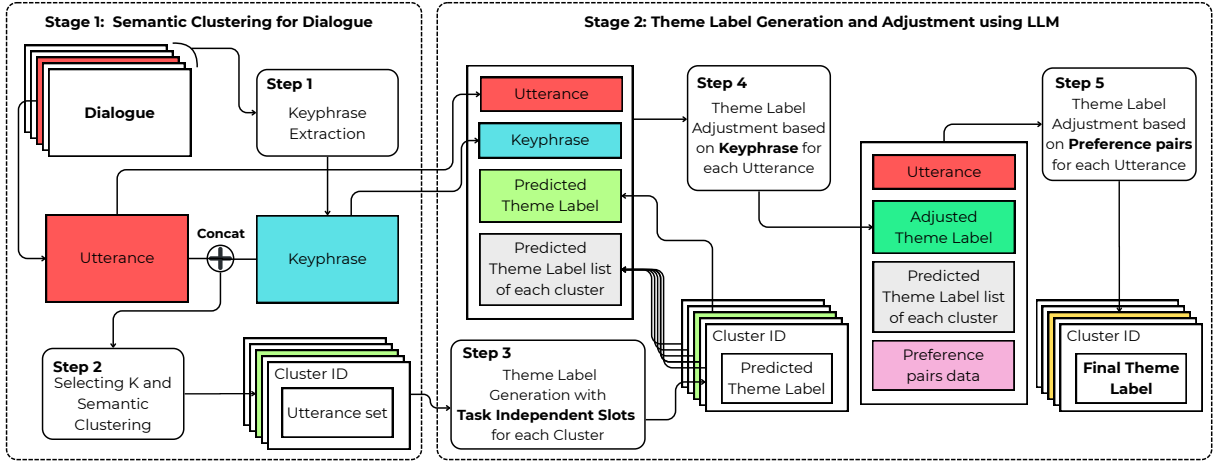 Stage 1: Semantic Clustering for Dialogue
Dialogue
Step 1
Keyphrase
Extraction
Utterance
Concat
Keyphrase
Step 2
Selecting K and
Semantic
Clustering
Cluster ID
Utterance set
Stage 2: Theme Label Generation and Adjustment using LLM
Utterance
Keyphrase
Predicted
Theme Label
Predicted
Theme Label list
of each cluster
Step 3
Theme Label
Generation with
Task Independent Slots
for each Cluster
Cluster ID
Predicted
Theme Label
Step 4
Theme Label
Adjustment based
on Keyphrase for
each Utterance
Utterance
Adjusted
Theme Label
Predicted
Theme Label list
of each cluster
Preference
pairs data
Step 5
Theme Label
Adjustment based
on Preference pairs
for each Utterance
Cluster ID
Final Theme
Label